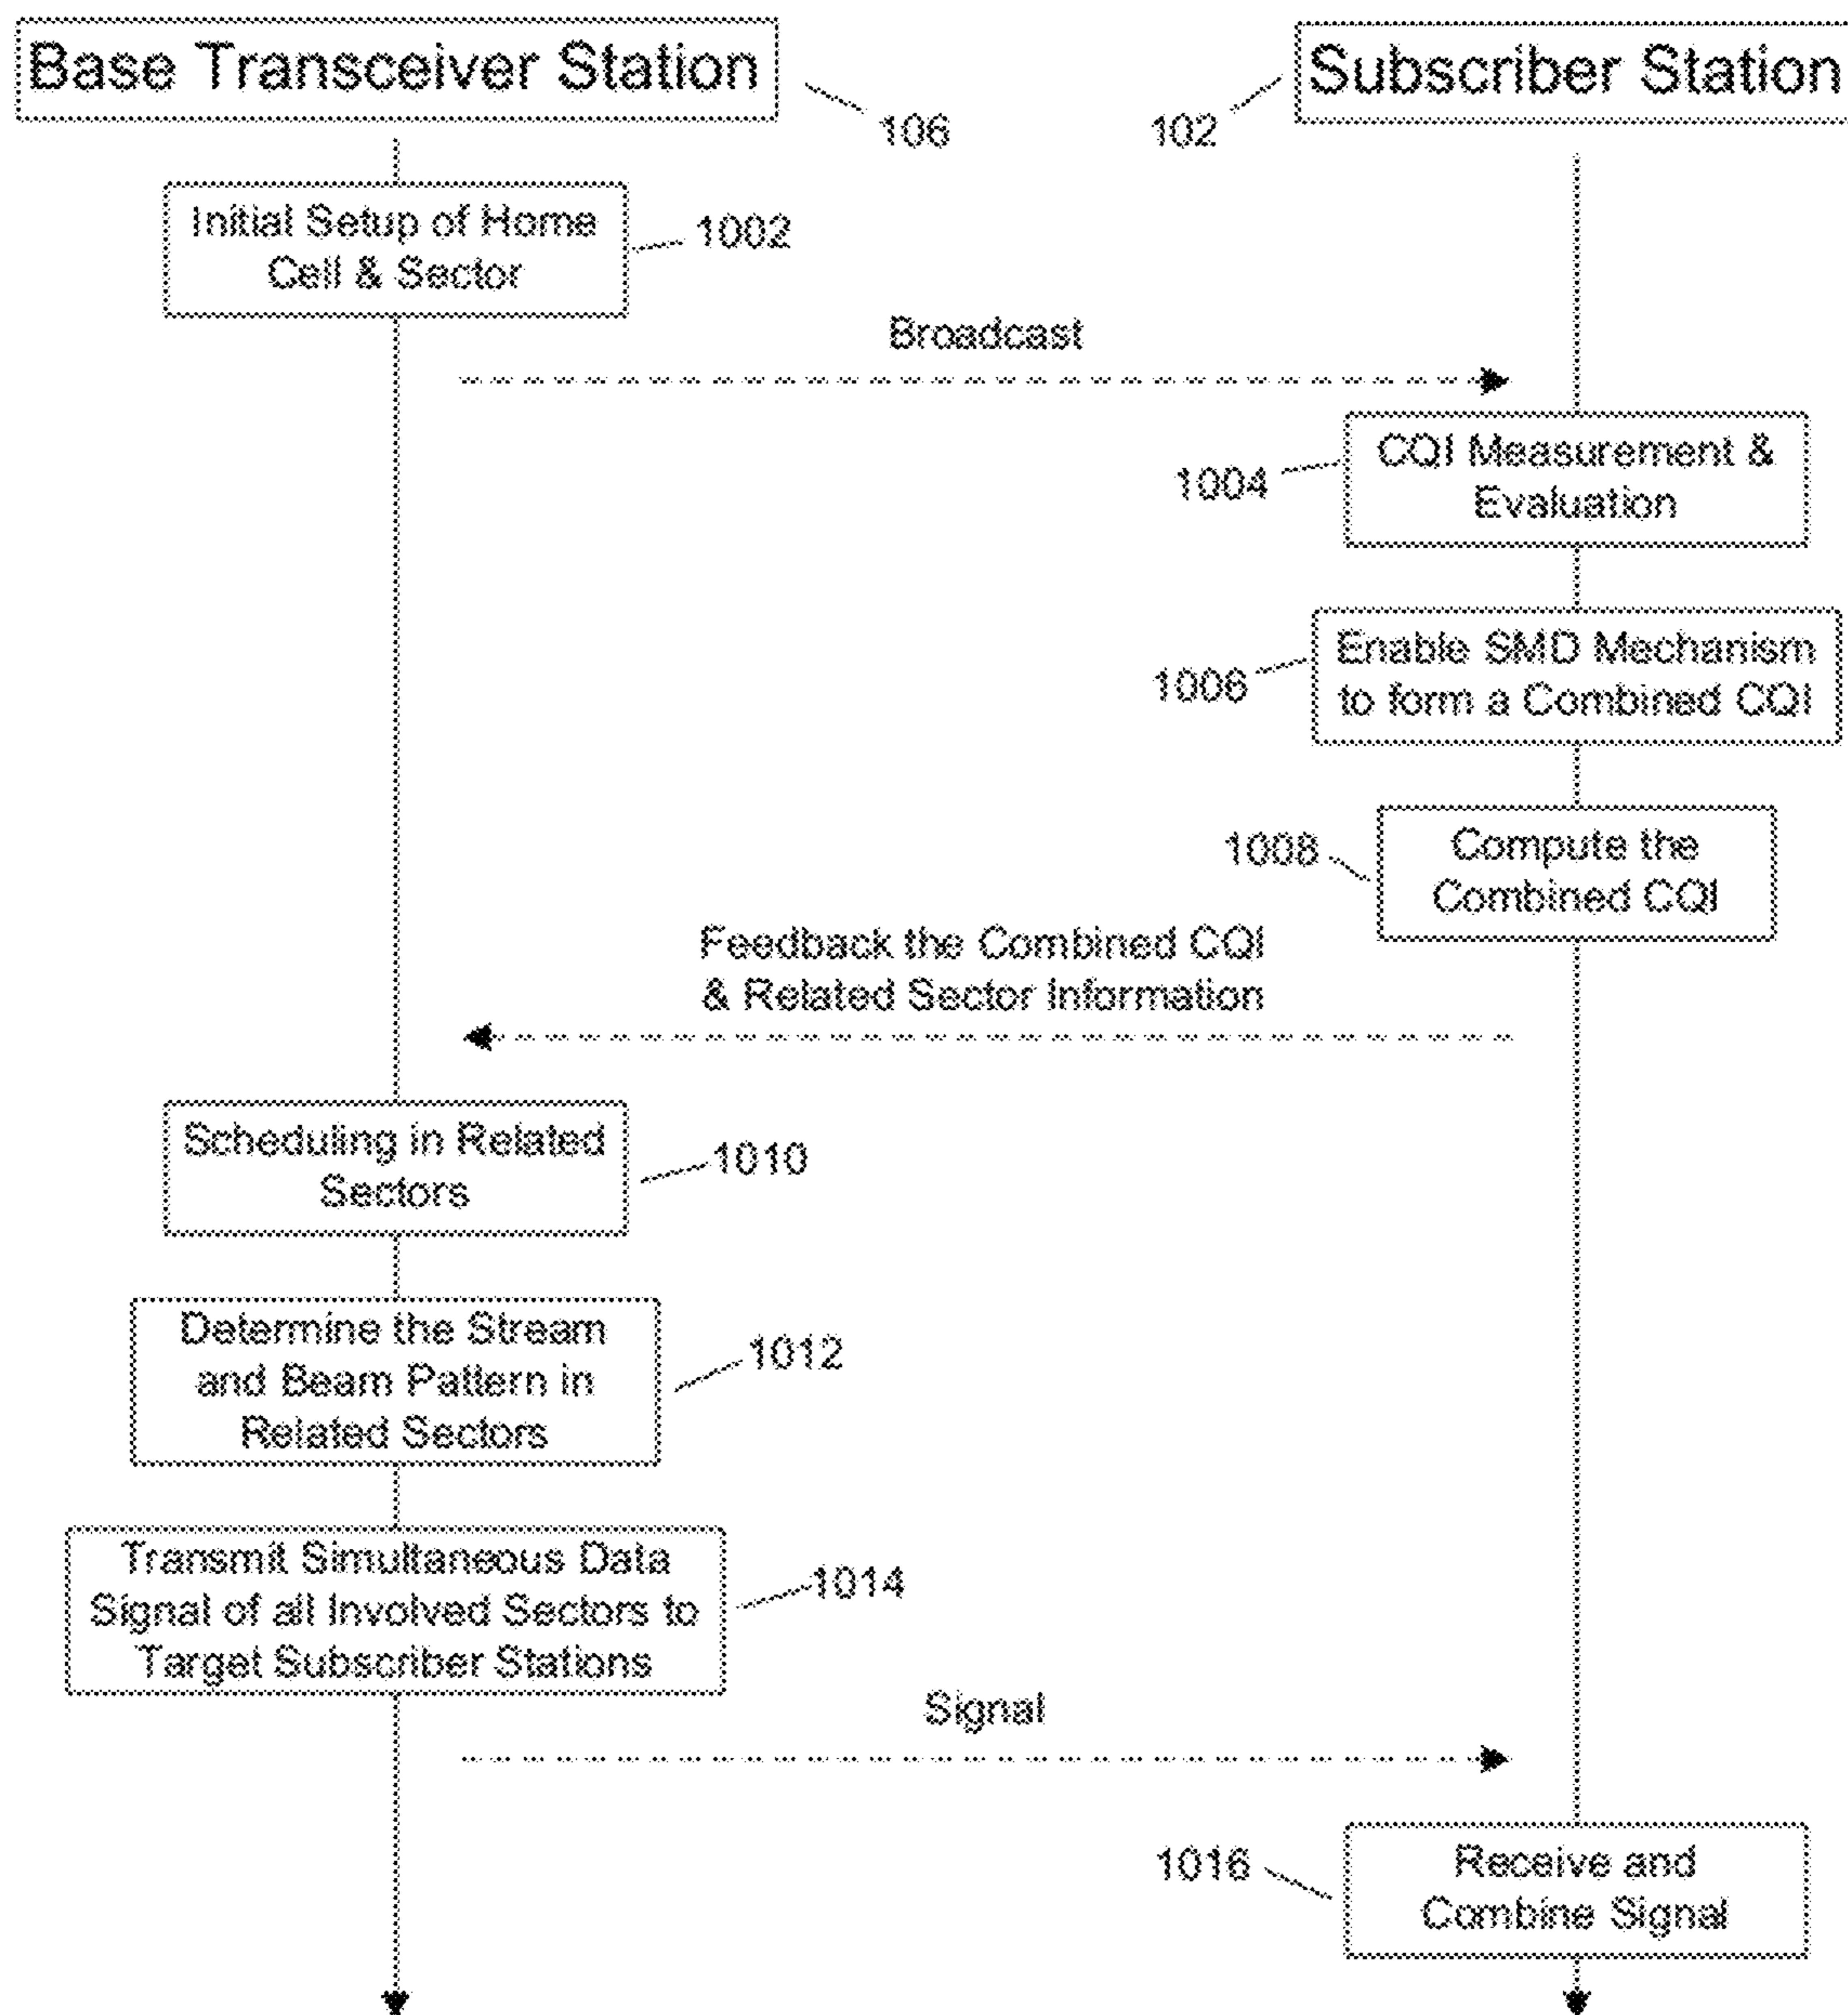 Base Transceiver Station
Subscriber Station
106
102
Initial Setup of Home
Cell & Sector
1002
Broadcast
CQI Measurement &
Evaluation
1004
Enable SMD Mechanism
to form a Combined CQI
1006
Compute the
Combined CQI
1008
Feedback the Combined CQI
& Related Sector Information
Scheduling in Related
Sectors
1010
Determine the Stream
and Beam Pattern in
Related Sectors
1012
Transmit Simultaneous Data
Signal of all Involved Sectors to
Target Subscriber Stations
1014
Signal
Receive and
Combine Signal
1016